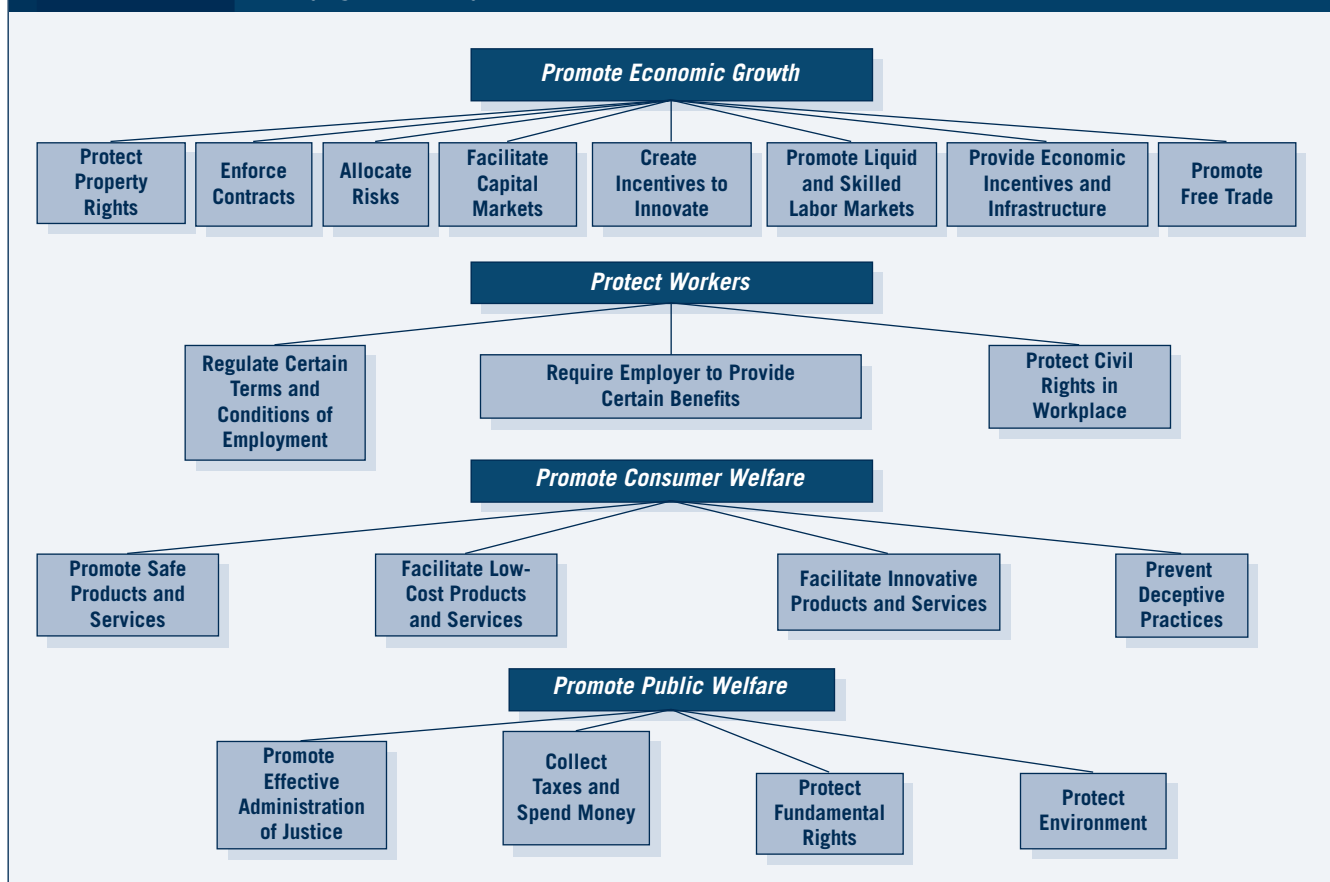 Promote Economic Growth
Protect
Property
Rights
Enforce
Contracts
Allocate
Risks
Facilitate
Capital
Markets
Create
Incentives to
Innovate
Promote Liquid
and Skilled
Labor Markets
Provide Economic
Incentives and
Infrastructure
Promote
Free Trade
Protect Workers
Regulate Certain
Terms and
Conditions of
Employment
Require Employer to Provide
Certain Benefits
Protect Civil
Rights in
Workplace
Promote Consumer Welfare
Promote Safe
Products and
Services
Facilitate Low-
Cost Products
and Services
Facilitate Innovative
Products and Services
Prevent
Deceptive
Practices
Promote Public Welfare
Promote
Effective
Administration
of Justice
Collect
Taxes and
Spend Money
Protect
Fundamental
Rights
Protect
Environment